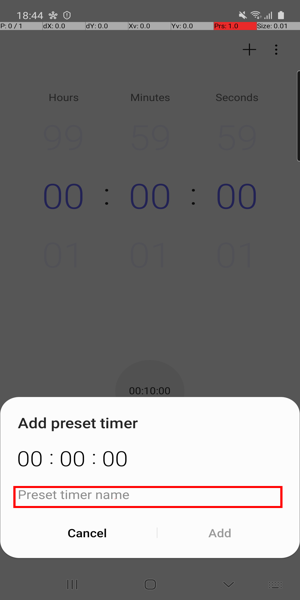 18:44
P: 0 / 1 dX: 0.0 dY: 0.0 Xv: 0.0 Yv: 0.0 Prs: 1.0 Size: 0.01
Hours Minutes Seconds
99 59 59
00 : 00 : 00
01 01 01
00:10:00
Add preset timer
00 : 00 : 00
Preset timer name
Cancel Add